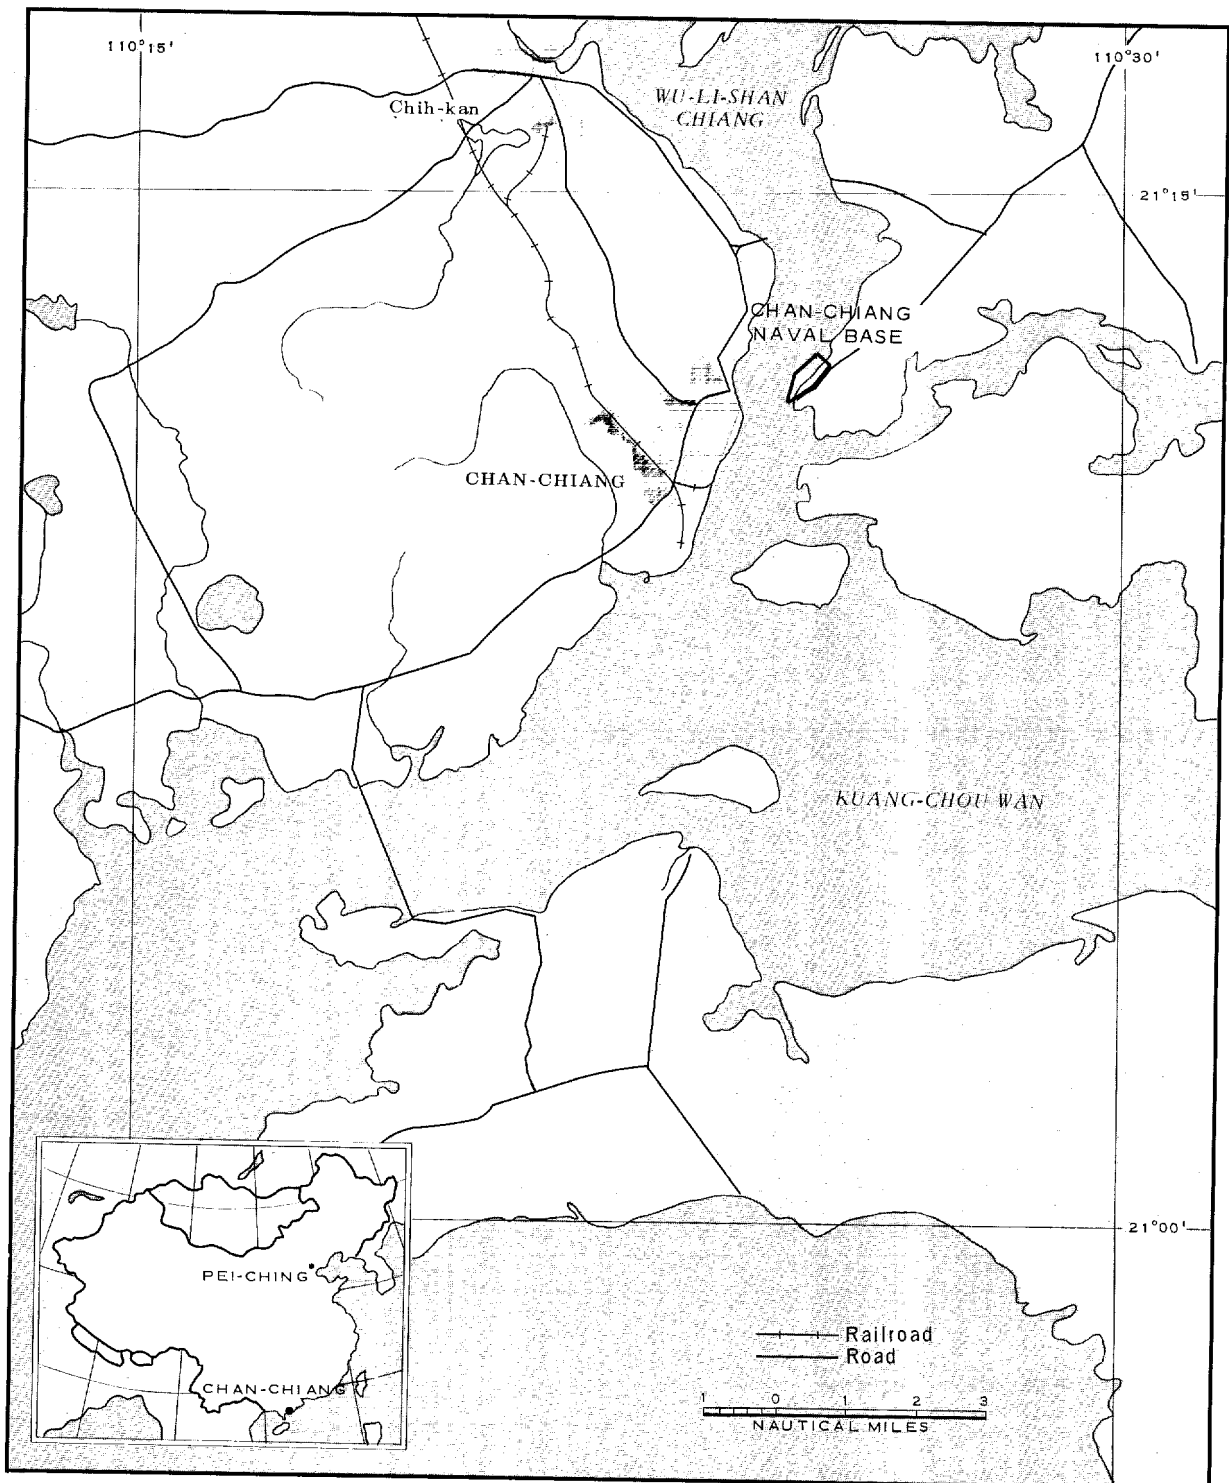 110°15'
110°30'
WU-LI-SHAN
CHIANG
Chih-kan
21°15'
CHAN-CHIANG
NAVAL BASE
CHAN-CHIANG
KUANG-CHOU WAN
21°00'
PEI-CHING
CHAN-CHIANG
Railroad
Road
1 0 1 2 3
NAUTICAL MILES